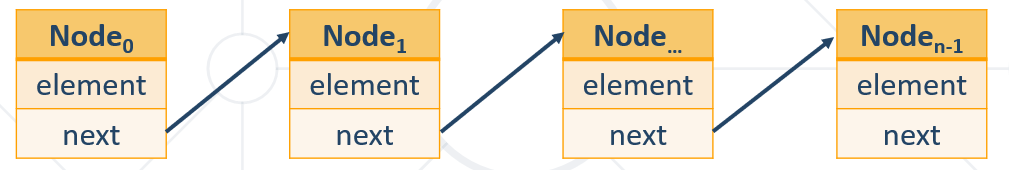 Node₀
element
next
Node₁
element
next
Node...
element
next
Nodeₙ₋₁
element
next